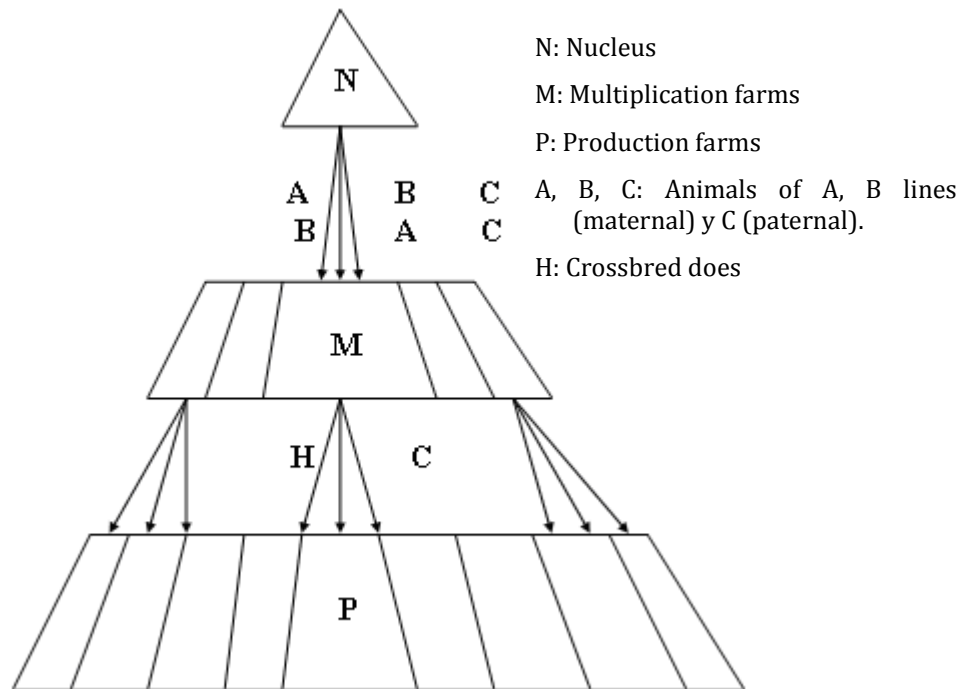 N
N: Nucleus
M: Multiplication farms
P: Production farms
A B C
B A C
A, B, C: Animals of A, B lines
(maternal) y C (paternal).
H: Crossbred does
M
H C
P